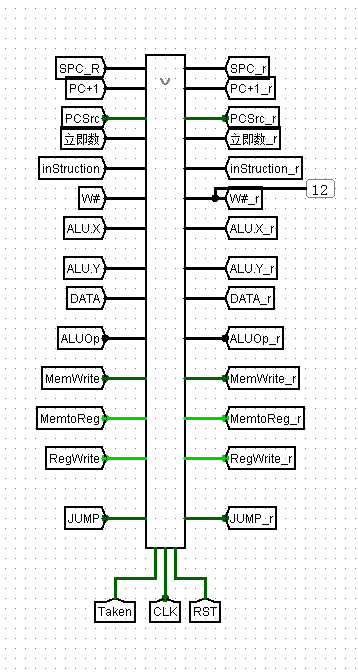 SPC_R SPC_r
PC+1 PC+1_r
PCSrc PCSrc_r
立即数 立即数_r
inStruction inStruction_r
12
W# W#_r
ALU.X ALU.X_r
ALU.Y ALU.Y_r
DATA DATA_r
ALUOp ALUOp_r
MemWrite MemWrite_r
MemtoReg MemtoReg_r
RegWrite RegWrite_r
JUMP JUMP_r
Taken CLK RST